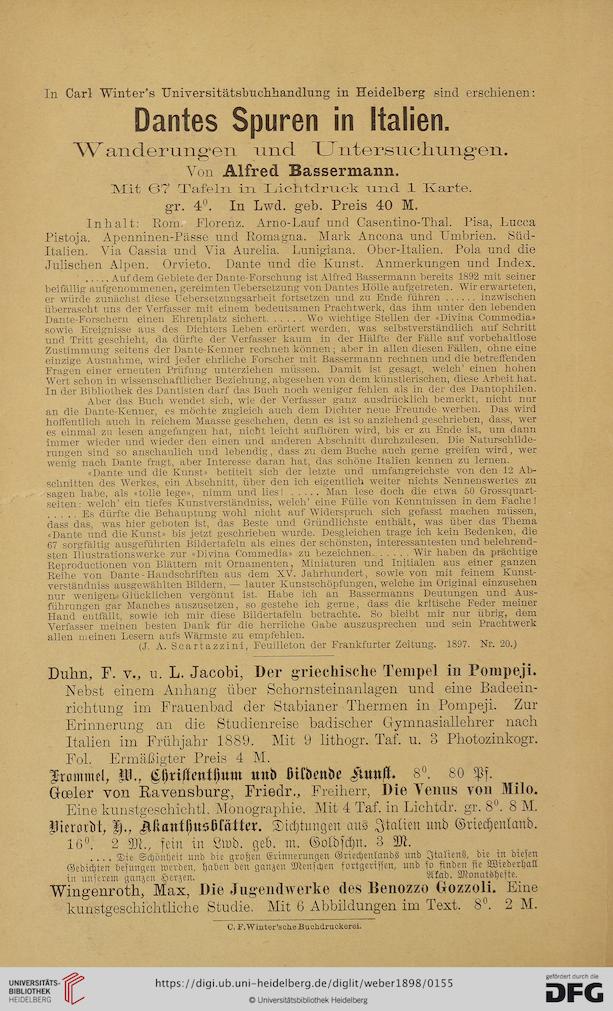 In Carl Winter's Universitätsbuchhandlung in Heidelberg sind erschienen:
Dantes Spuren in Italien.
Wanderungen und Untersuchungen.
Von Alfred Bassermann.
Mit 67 Tafeln in Lichtdruck und 1 Karte.
gr. 4⁰. In Lwd. geb. Preis 40 M.
Inhalt: Rom. Florenz. Arno-Lauf und Casentino-Thal. Pisa, Lucca
Pistoja. Apenninen-Pässe und Romagna. Mark Ancona und Umbrien. Süd-
Italien. Via Cassia und Via Aurelia. Lunigiana. Ober-Italien. Pola und die
Julischen Alpen. Orvieto. Dante und die Kunst. Anmerkungen und Index.
..... Auf dem Gebiete der Dante-Forschung ist Alfred Bassermann bereits 1892 mit seiner
beifällig aufgenommenen, gereimten Uebersetzung von Dantes Hölle aufgetreten. Wir erwarteten,
er würde zunächst diese Uebersetzungsarbeit fortsetzen und zu Ende führen ...... inzwischen
überrascht uns der Verfasser mit einem bedeutsamen Prachtwerk, das ihm unter den lebenden
Dante-Forschern einen Ehrenplatz sichert. ..... Wo wichtige Stellen der «Divina Commedia»
sowie Ereignisse aus des Dichters Leben erörtert werden, was selbstverständlich auf Schritt
und Tritt geschieht, da dürfte der Verfasser kaum in der Hälfte der Fälle auf vorbehaltlose
Zustimmung seitens der Dante-Kenner rechnen können; aber in allen diesen Fällen, ohne eine
einzige Ausnahme, wird jeder ehrliche Forscher mit Bassermann rechnen und die betreffenden
Fragen einer erneuten Prüfung unterziehen müssen. Damit ist gesagt, welch' einen hohen
Wert schon in wissenschaftlicher Beziehung, abgesehen von dem künstlerischen, diese Arbeit hat.
In der Bibliothek des Dantisten darf das Buch noch weniger fehlen als in der des Dantophilen.
Aber das Buch wendet sich, wie der Verfasser ganz ausdrücklich bemerkt, nicht nur
an die Dante-Kenner, es möchte zugleich auch dem Dichter neue Freunde werben. Das wird
hoffentlich auch in reichem Maasse geschehen, denn es ist so anziehend geschrieben, dass, wer
es einmal zu lesen angefangen hat, nicht leicht aufhören wird, bis er zu Ende ist, um dann
immer wieder und wieder den einen und anderen Abschnitt durchzulesen. Die Naturschilde-
rungen sind so anschaulich und lebendig, dass zu dem Buche auch gerne greifen wird, wer
wenig nach Dante fragt, aber Interesse daran hat, das schöne Italien kennen zu lernen.
«Dante und die Kunst» betitelt sich der letzte und umfangreichste von den 12 Ab-
schnitten des Werkes, ein Abschnitt, über den ich eigentlich weiter nichts Nennenswertes zu
sagen habe, als «tolle lege», nimm und lies! ..... Man lese doch die etwa 50 Grossquart-
seiten: welch' ein tiefes Kunstverständniss, welch' eine Fülle von Kenntnissen in dem Fache!
..... Es dürfte die Behauptung wohl nicht auf Widerspruch sich gefasst machen müssen,
dass das, was hier geboten ist, das Beste und Gründlichste enthält, was über das Thema
«Dante und die Kunst» bis jetzt geschrieben wurde. Desgleichen trage ich kein Bedenken, die
67 sorgfältig ausgeführten Bildertafeln als eines der schönsten, interessantesten und belehrend-
sten Illustrationswerke zur «Divina Commedia» zu bezeichnen. ..... Wir haben da prächtige
Reproductionen von Blättern mit Ornamenten, Miniaturen und Initialen aus einer ganzen
Reihe von Dante-Handschriften aus dem XV. Jahrhundert, sowie von mit feinem Kunst-
verständniss ausgewählten Bildern, — lauter Kunstschöpfungen, welche im Original einzusehen
nur wenigen Glücklichen vergönnt ist. Habe ich an Bassermanns Deutungen und Aus-
führungen gar Manches auszusetzen, so gestehe ich gerne, dass die kritische Feder meiner
Hand entfällt, sowie ich mir diese Bildertafeln betrachte. So bleibt mir nur übrig, dem
Verfasser meinen besten Dank für die herrliche Gabe auszusprechen und sein Prachtwerk
allen meinen Lesern aufs Wärmste zu empfehlen.
(J. A. Scartazzini, Feuilleton der Frankfurter Zeitung. 1897. Nr. 20.)
Duhn, F. v., u. L. Jacobi, Der griechische Tempel in Pompeji.
Nebst einem Anhang über Schornsteinanlagen und eine Badeein-
richtung im Frauenbad der Stabianer Thermen in Pompeji. Zur
Erinnerung an die Studienreise badischer Gymnasiallehrer nach
Italien im Frühjahr 1889. Mit 9 lithogr. Taf. u. 3 Photozinkogr.
Fol. Ermäßigter Preis 4 M.
Frommel, W., Christenthum und bildende Kunst. 8⁰. 80 Pf.
Gœler von Ravensburg, Friedr., Freiherr, Die Venus von Milo.
Eine kunstgeschichtl. Monographie. Mit 4 Taf. in Lichtdr. gr. 8⁰. 8 M.
Vierordt, H., Akanthusblätter. Dichtungen aus Italien und Griechenland.
16⁰. 2 M., fein in Lwd. geb. m. Goldschn. 3 M.
.... Die Schönheit und die großen Erinnerungen Griechenlands und Italiens, die in diesen
Gedichten besungen werden, haben den ganzen Menschen fortgerissen, und so finden sie Wiederhall
in unserem ganzen Herzen. Akad. Monatshefte.
Wingenroth, Max, Die Jugendwerke des Benozzo Gozzoli. Eine
kunstgeschichtliche Studie. Mit 6 Abbildungen im Text. 8⁰. 2 M.
C. F. Winter'sche Buchdruckerei.
UNIVERSITÄTS-
BIBLIOTHEK
HEIDELBERG
https://digi.ub.uni-heidelberg.de/diglit/weber1898/0155
© Universitätsbibliothek Heidelberg
gefördert durch die
DFG